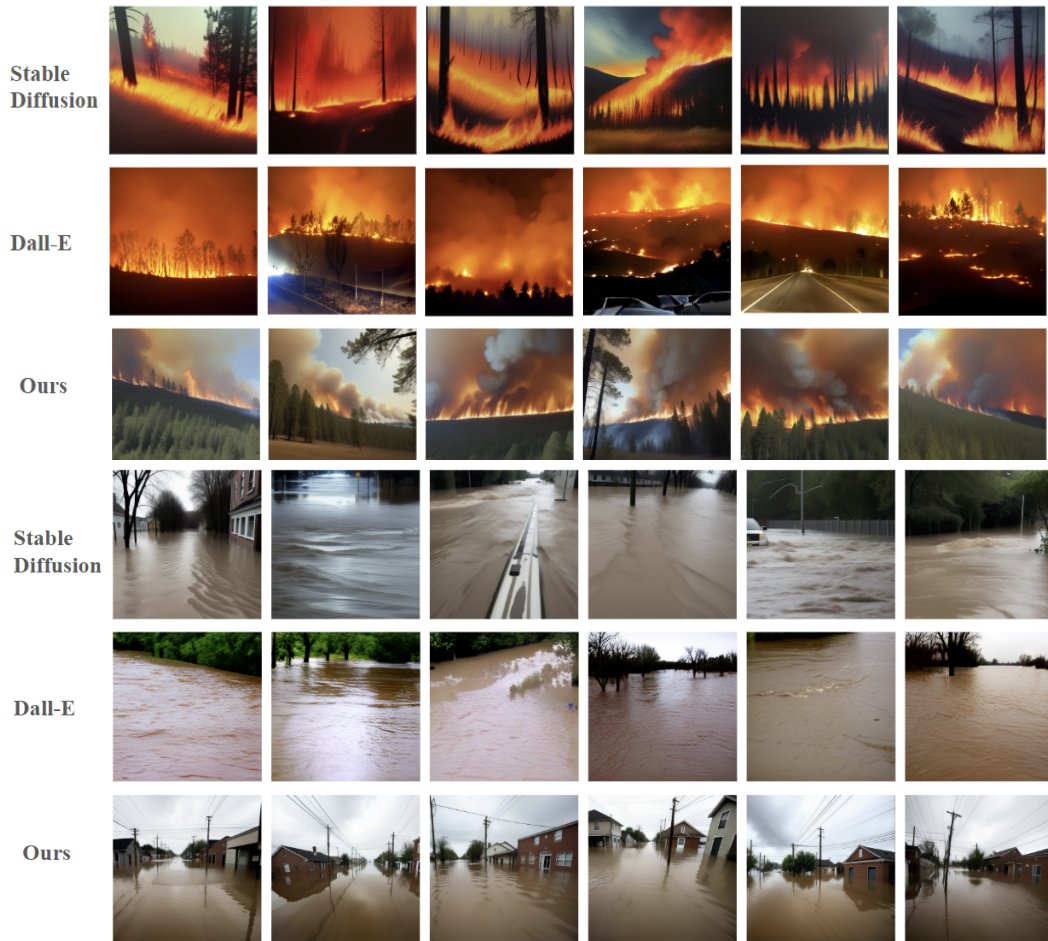 Stable
Diffusion
Dall-E
Ours
Stable
Diffusion
Dall-E
Ours